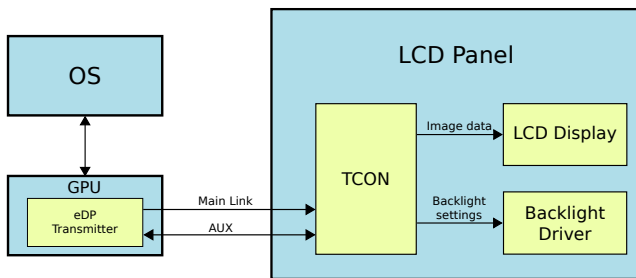 OS
GPU
eDP
Transmitter
Main Link
AUX
LCD Panel
TCON
Image data
LCD Display
Backlight
settings
Backlight
Driver